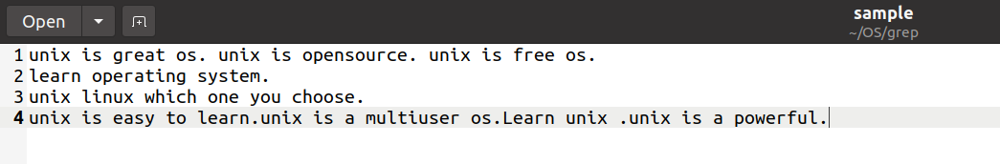 Open
sample
~/OS/grep
1 unix is great os. unix is opensource. unix is free os.
2 learn operating system.
3 unix linux which one you choose.
4 unix is easy to learn.unix is a multiuser os.Learn unix .unix is a powerful.